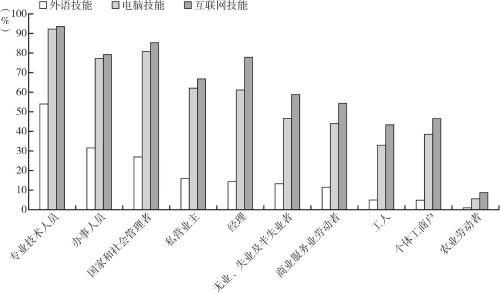 外语技能 电脑技能 互联网技能
(%)
100
90
80
70
60
50
40
30
20
10
0
专业技术人员
办事人员
国家和社会管理者
私营业主
经理
无业、失业及半失业者
商业服务业劳动者
工人
个体工商户
农业劳动者